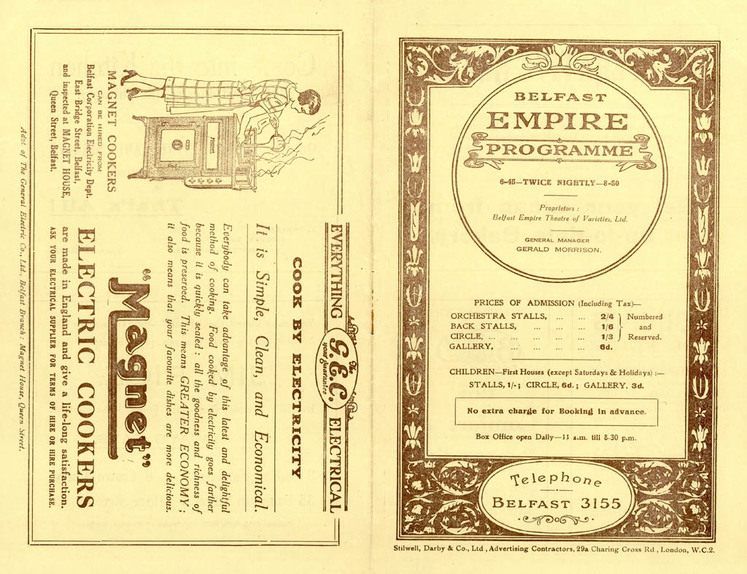 EVERYTHING The G.E.C. your guarantee ELECTRICAL
COOK BY ELECTRICITY
It is Simple, Clean, and Economical.
Everybody can take advantage of this latest and delightful
method of cooking. Food cooked by electricity goes farther
because it is quickly sealed : all the goodness and richness of
food is preserved. This means GREATER ECONOMY :
it also means that your favourite dishes are more delicious.
"Magnet"
ELECTRIC COOKERS
are made in England and give a life-long satisfaction.
ASK YOUR ELECTRICAL SUPPLIER FOR TERMS OF HIRE OR HIRE PURCHASE.
MAGNET COOKERS
CAN BE HIRED FROM
Belfast Corporation Electricity Dept.
East Bridge Street, Belfast,
and inspected at MAGNET HOUSE,
Queen Street, Belfast.
Advt of The General Electric Co., Ltd., Belfast Branch : Magnet House, Queen Street.
BELFAST
EMPIRE
PROGRAMME
6-45—TWICE NIGHTLY—8-50
Proprietors :
Belfast Empire Theatre of Varieties, Ltd.
GENERAL MANAGER
GERALD MORRISON.
PRICES OF ADMISSION (Including Tax)—
ORCHESTRA STALLS, ... ... 2/4 Numbered
BACK STALLS, ... ... ... 1/6 and
CIRCLE, ... ... ... ... 1/3 Reserved.
GALLERY, ... ... ... 6d.
CHILDREN—First Houses (except Saturdays & Holidays) :—
STALLS, 1/- ; CIRCLE, 6d. ; GALLERY, 3d.
No extra charge for Booking in advance.
Box Office open Daily—11 a.m. till 8-30 p.m.
Telephone
BELFAST 3155
Stilwell, Darby & Co., Ltd, Advertising Contractors, 29a Charing Cross Rd., London, W.C.2.